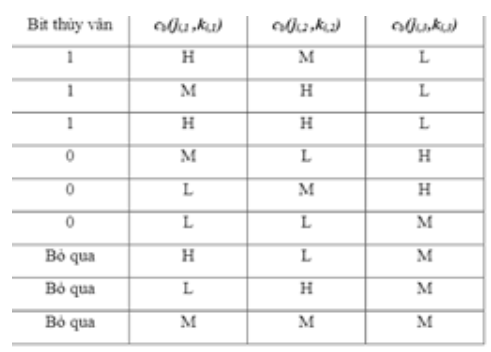 Bit thủy vân c_b(j_{i,1},k_{i,1}) c_b(j_{i,2},k_{i,2}) c_b(j_{i,3},k_{i,3})
1 H M L
1 M H L
1 H H L
0 M L H
0 L M H
0 L L M
Bỏ qua H L M
Bỏ qua L H M
Bỏ qua M M M